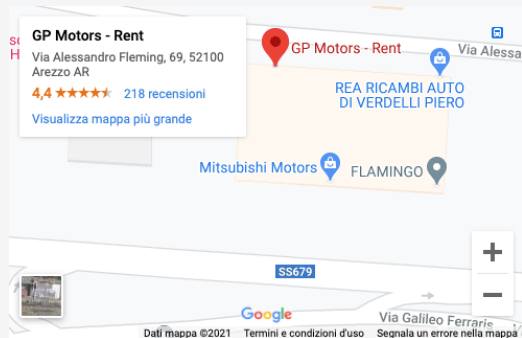 GP Motors - Rent
Via Alessandro Fleming, 69, 52100
Arezzo AR
4,4 218 recensioni
Visualizza mappa più grande
GP Motors - Rent
Via Alessa
REA RICAMBI AUTO
DI VERDELLI PIERO
Mitsubishi Motors
FLAMINGO
SS679
+
−
Google
Via Galileo Ferraris
Dati mappa ©2021 Termini e condizioni d'uso Segnala un errore nella mappa